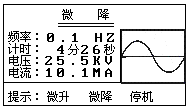 微 降
频率：0.1 HZ
计时： 4分26秒
电压：25.5KV
电流：10.1MA
提示：微升 微降 停机